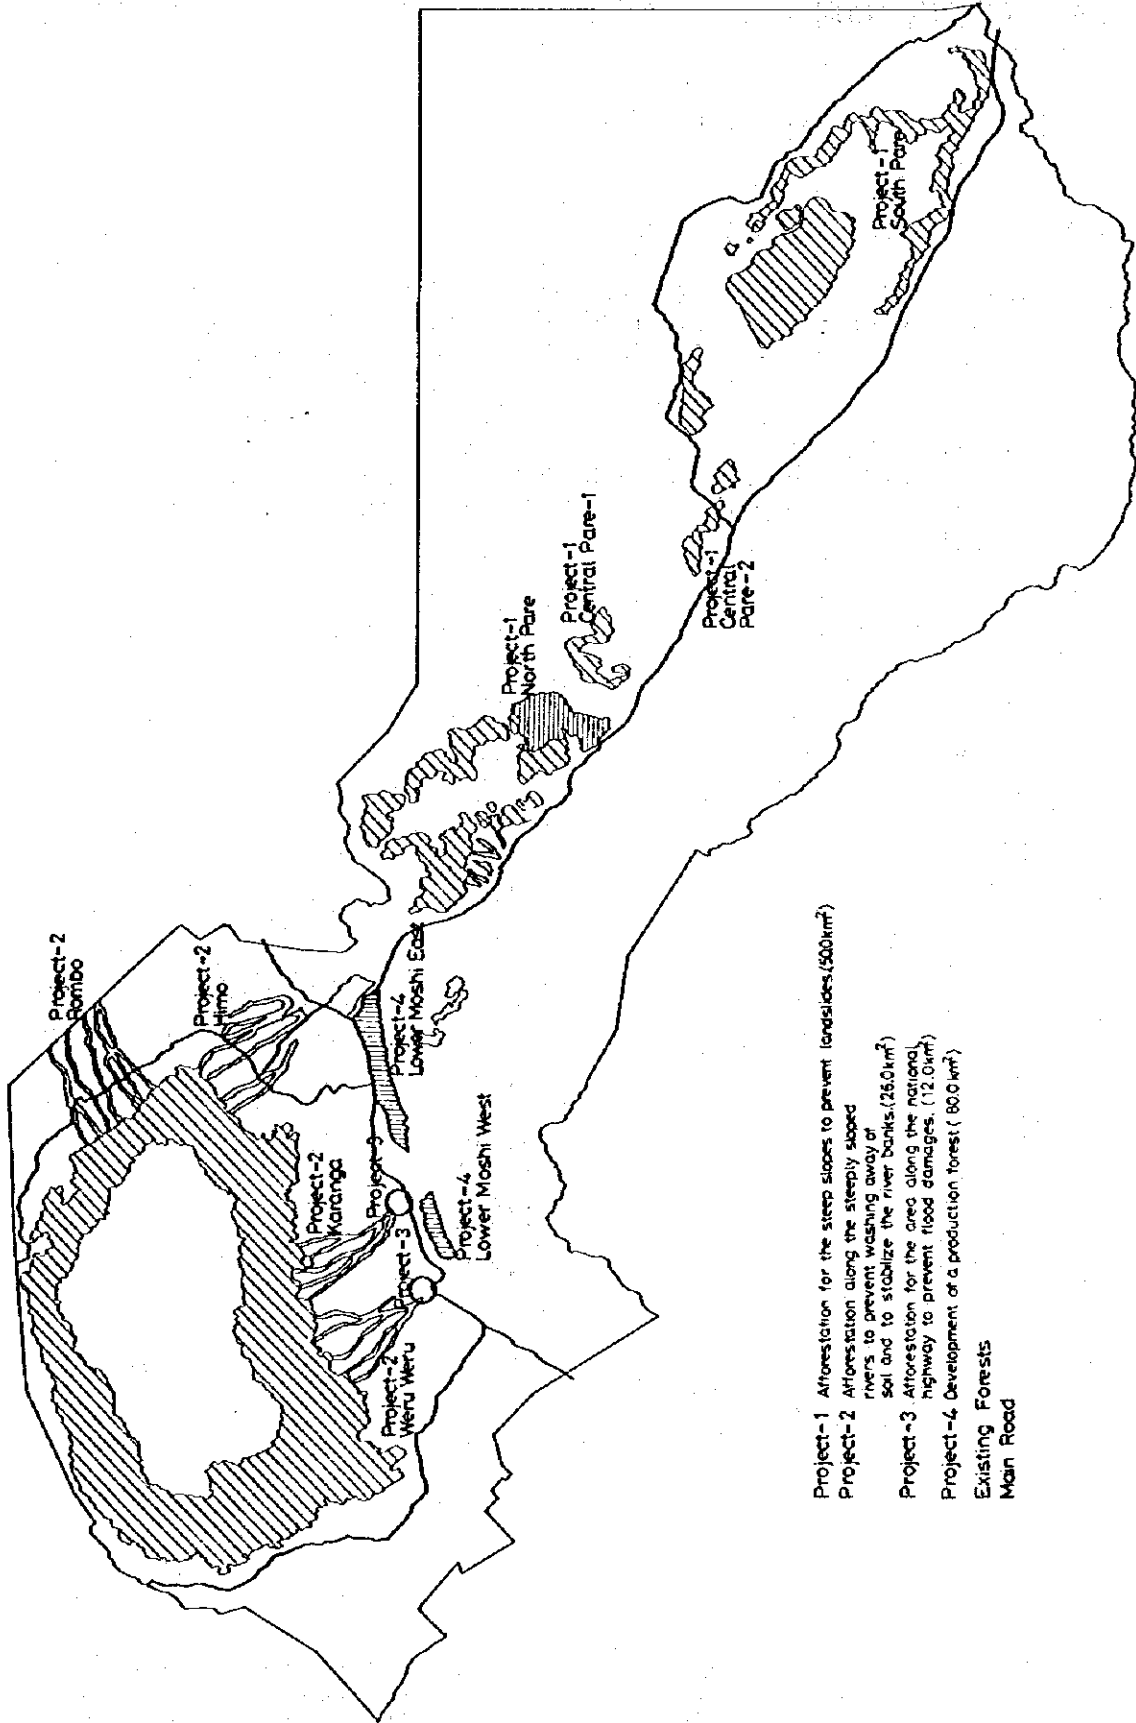 Project-2
Rombo
Project-2
Himo
Project-4
Lower Moshi East
Project-3
Project-2
Karanga
Project-4
Lower Moshi West
Project-3
Project-2
Weru Weru
Project-1
North Pare
Project-1
Central Pare-1
Project-1
Central
Pare-2
Project-1
South Pare
Project-1 Afforestation for the steep slopes to prevent landslides.(50.0km²)
Project-2 Afforestation along the steeply sloped
rivers to prevent washing away of
soil and to stabilize the river banks.(26.0km²)
Project-3 Afforestation for the area along the national
highway to prevent flood damages. (12.0km²)
Project-4 Development of a production forest ( 80.0 km²)
Existing Forests
Main Road